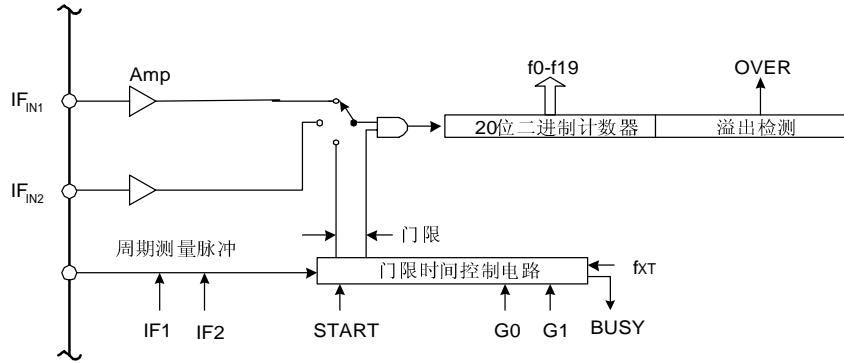 f0-f19
OVER
Amp
IF_IN1
20位二进制计数器
溢出检测
IF_IN2
门限
周期测量脉冲
门限时间控制电路
fXT
IF1
IF2
START
G0
G1
BUSY